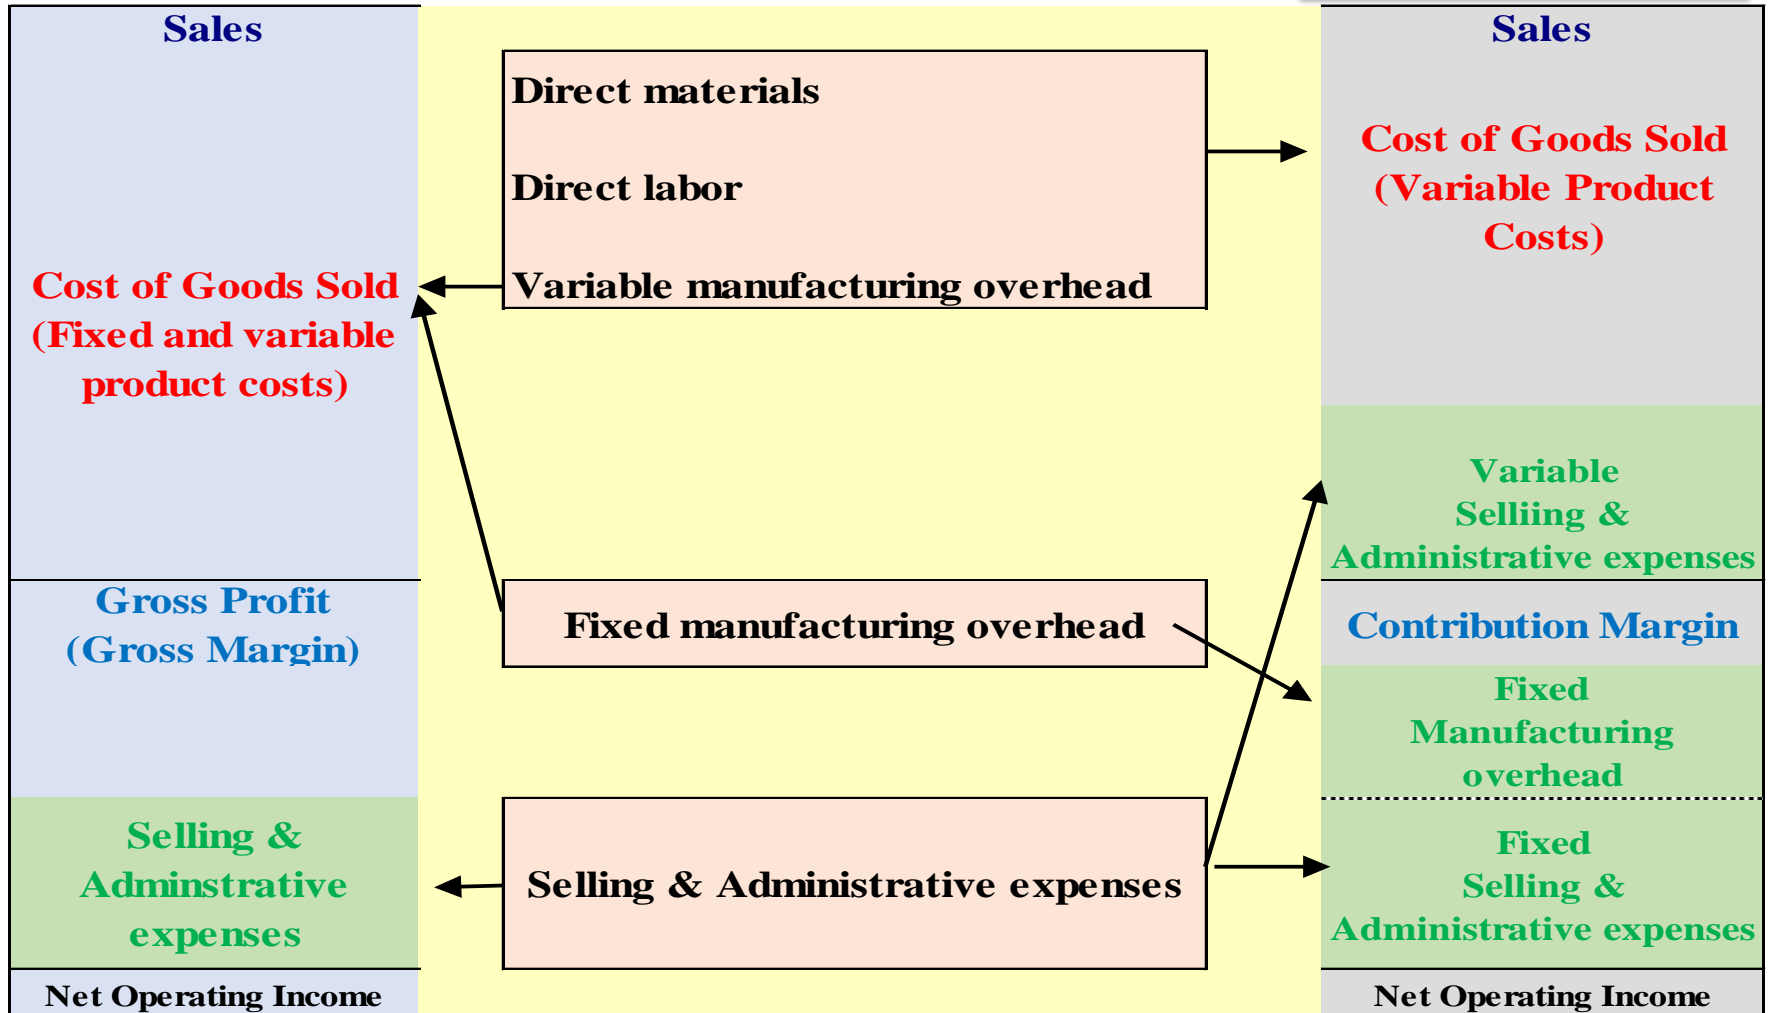 Sales
Cost of Goods Sold
(Fixed and variable
product costs)
Gross Profit
(Gross Margin)
Selling &
Adminstrative
expenses
Net Operating Income
Direct materials
Direct labor
Variable manufacturing overhead
Fixed manufacturing overhead
Selling & Administrative expenses
Sales
Cost of Goods Sold
(Variable Product
Costs)
Variable
Selliing &
Administrative expenses
Contribution Margin
Fixed
Manufacturing
overhead
Fixed
Selling &
Administrative expenses
Net Operating Income